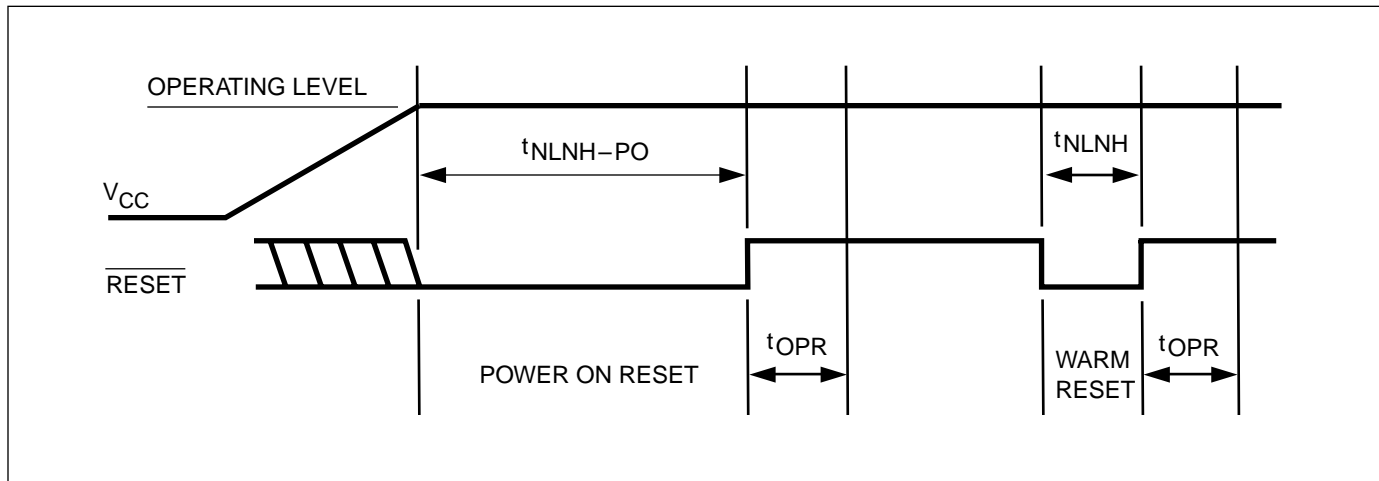 OPERATING LEVEL
tNLNH–PO
tNLNH
VCC
RESET
tOPR
POWER ON RESET
WARM
RESET
tOPR